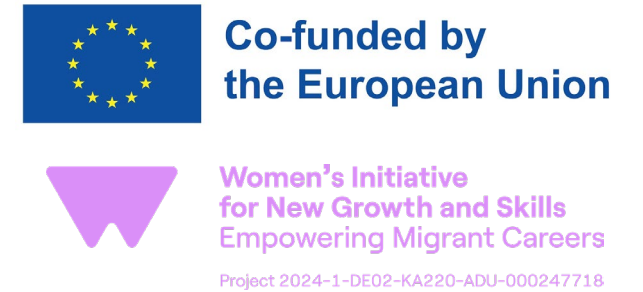 Co-funded by
the European Union
Women's Initiative
for New Growth and Skills
Empowering Migrant Careers
Project 2024-1-DE02-KA220-ADU-000247718